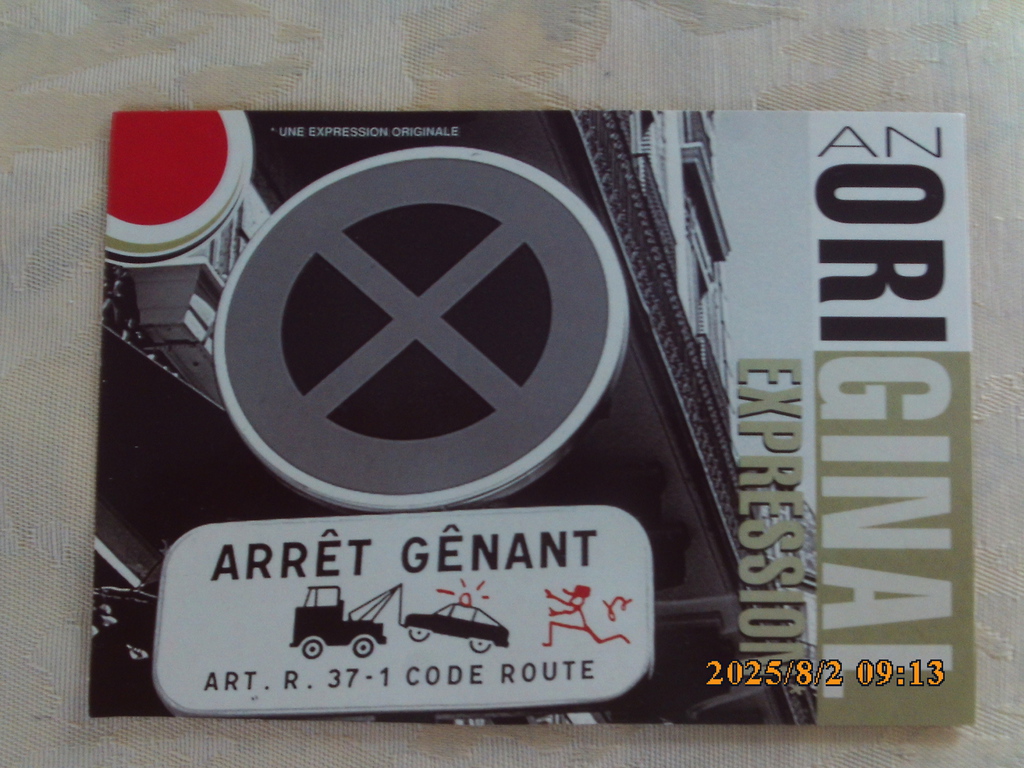 * UNE EXPRESSION ORIGINALE
AN
ORIGINAL
EXPRESSION*
ARRÊT GÊNANT
ART. R. 37-1 CODE ROUTE
2025/8/2 09:13